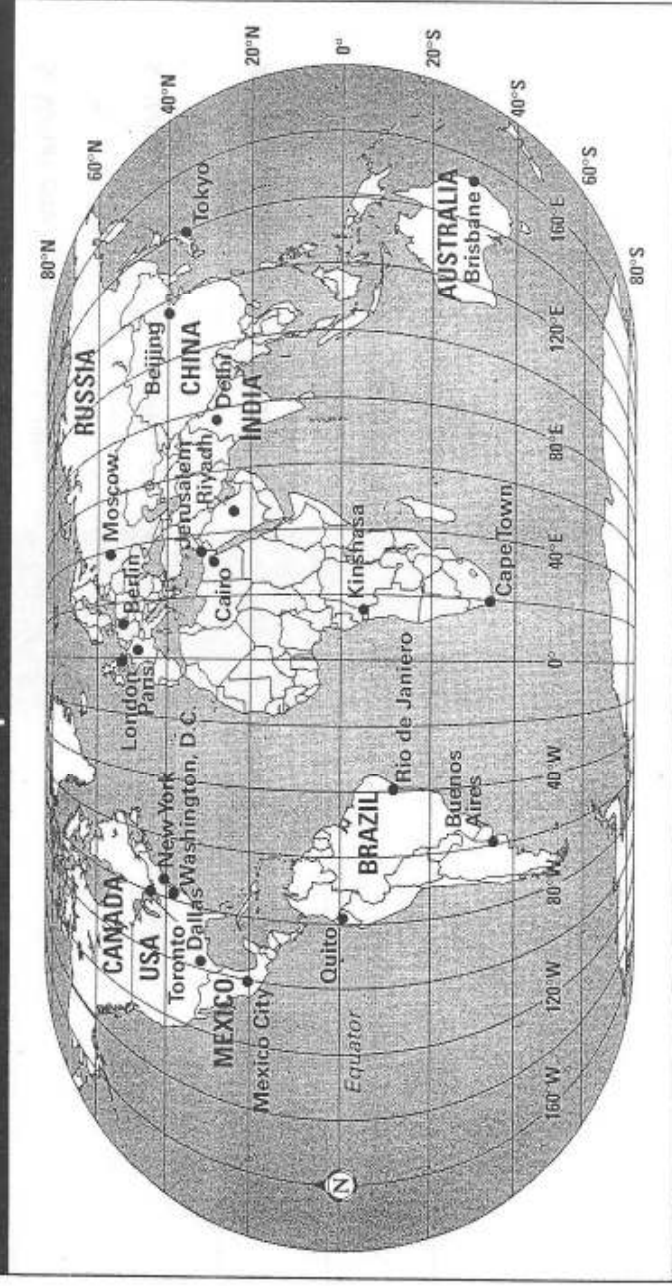 80°N
60°N
40°N
20°N
0°
20°S
40°S
60°S
80°S
RUSSIA
Moscow
Berlin
London
Paris
CANADA
USA
Toronto
New York
Washington, D.C.
Dallas
MEXICO
Mexico City
Beijing
CHINA
Tokyo
Jerusalem
Riyadh
Delhi
INDIA
Cairo
Kinshasa
Cape Town
Quito
BRAZIL
Rio de Janiero
Buenos
Aires
AUSTRALIA
Brisbane
Equator
N
160°W
120°W
80°W
40°W
0°
40°E
80°E
120°E
160°E